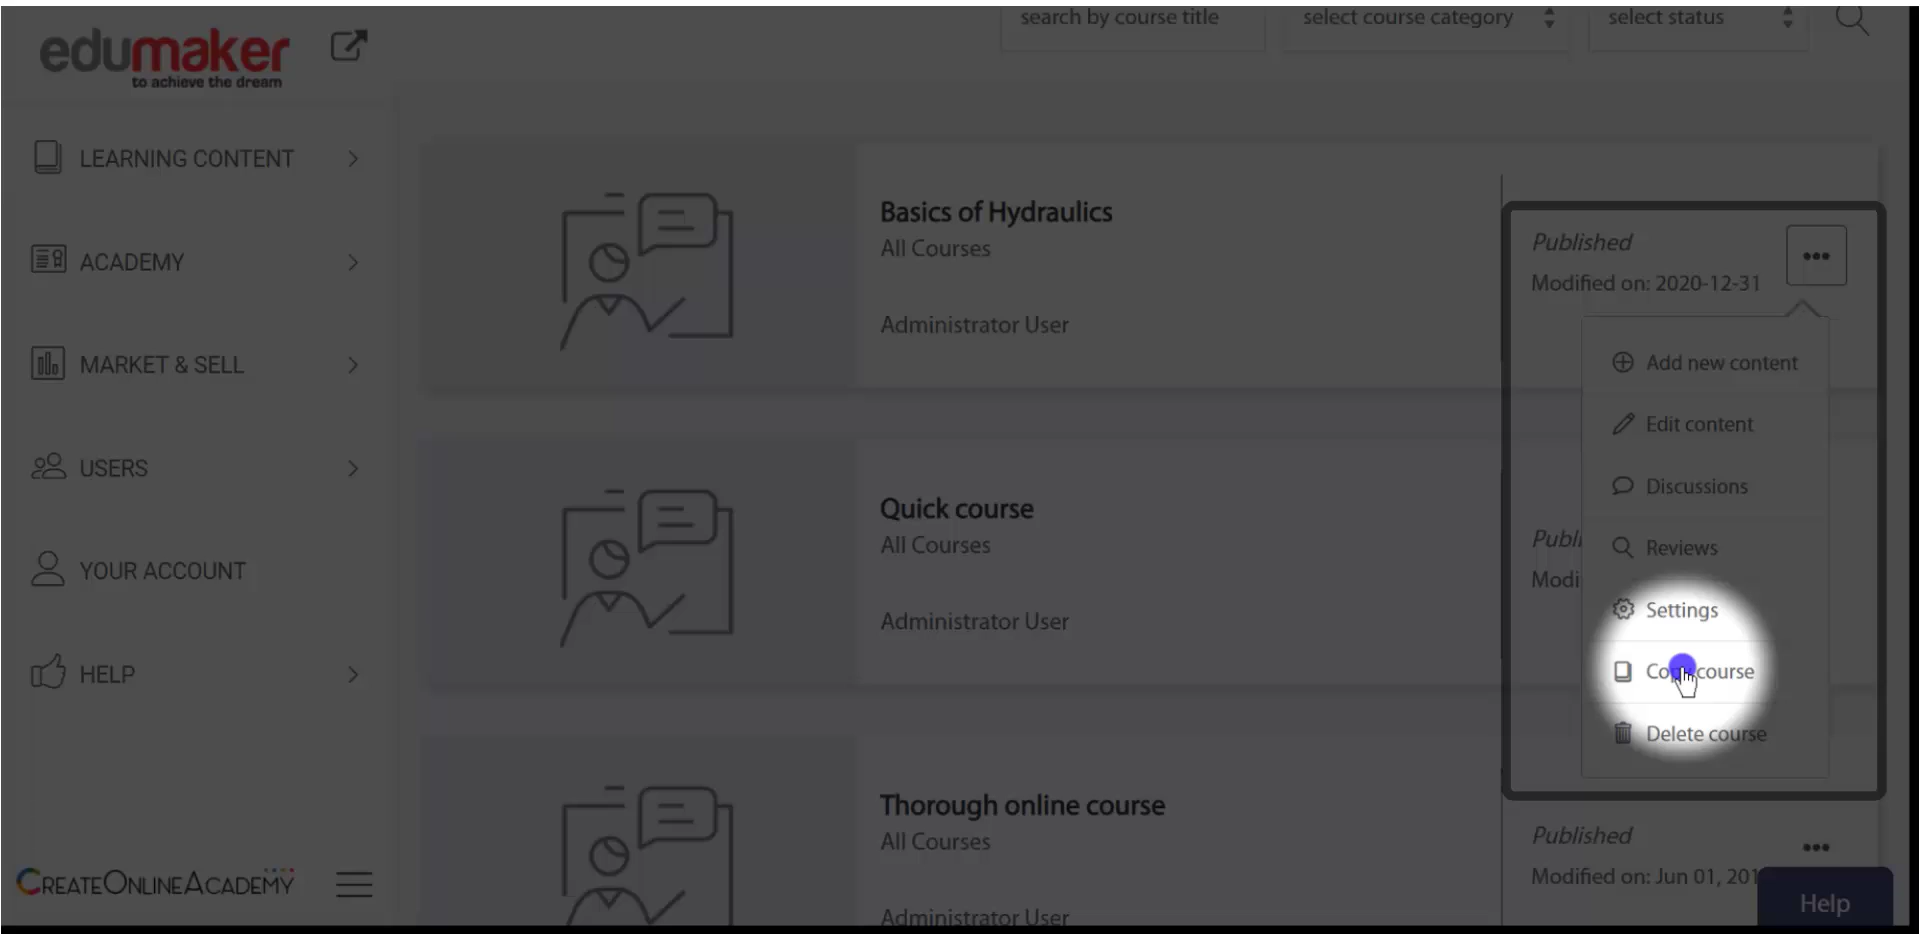 search by course title
select course category
select status
edumaker
to achieve the dream
LEARNING CONTENT
ACADEMY
MARKET & SELL
USERS
YOUR ACCOUNT
HELP
CREATEONLINEACADEMY
Basics of Hydraulics
All Courses
Administrator User
Published
Modified on: 2020-12-31
Add new content
Edit content
Discussions
Reviews
Settings
Copy course
Delete course
Quick course
All Courses
Administrator User
Publi
Modi
Thorough online course
All Courses
Administrator User
Published
Modified on: Jun 01, 201
Help